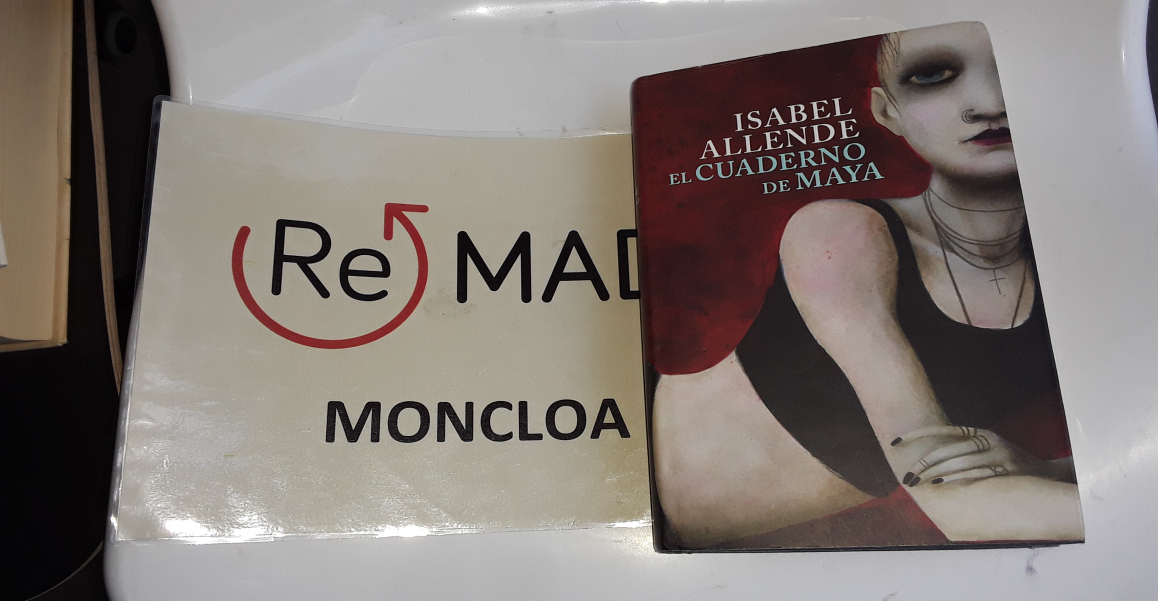 Re MAD
MONCLOA
ISABEL
ALLENDE
EL CUADERNO
DE MAYA